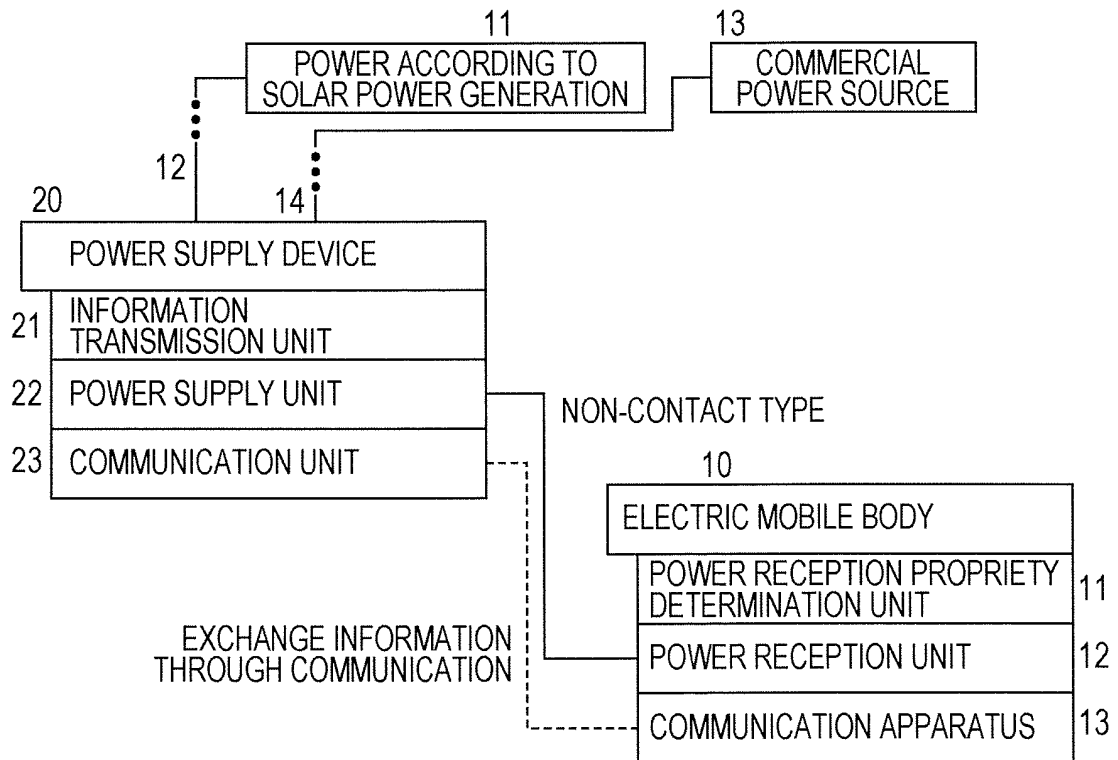 11
POWER ACCORDING TO
SOLAR POWER GENERATION
13
COMMERCIAL
POWER SOURCE
12
14
20
POWER SUPPLY DEVICE
21
INFORMATION
TRANSMISSION UNIT
22
POWER SUPPLY UNIT
23
COMMUNICATION UNIT
NON-CONTACT TYPE
EXCHANGE INFORMATION
THROUGH COMMUNICATION
10
ELECTRIC MOBILE BODY
POWER RECEPTION PROPRIETY
DETERMINATION UNIT
11
POWER RECEPTION UNIT
12
COMMUNICATION APPARATUS
13